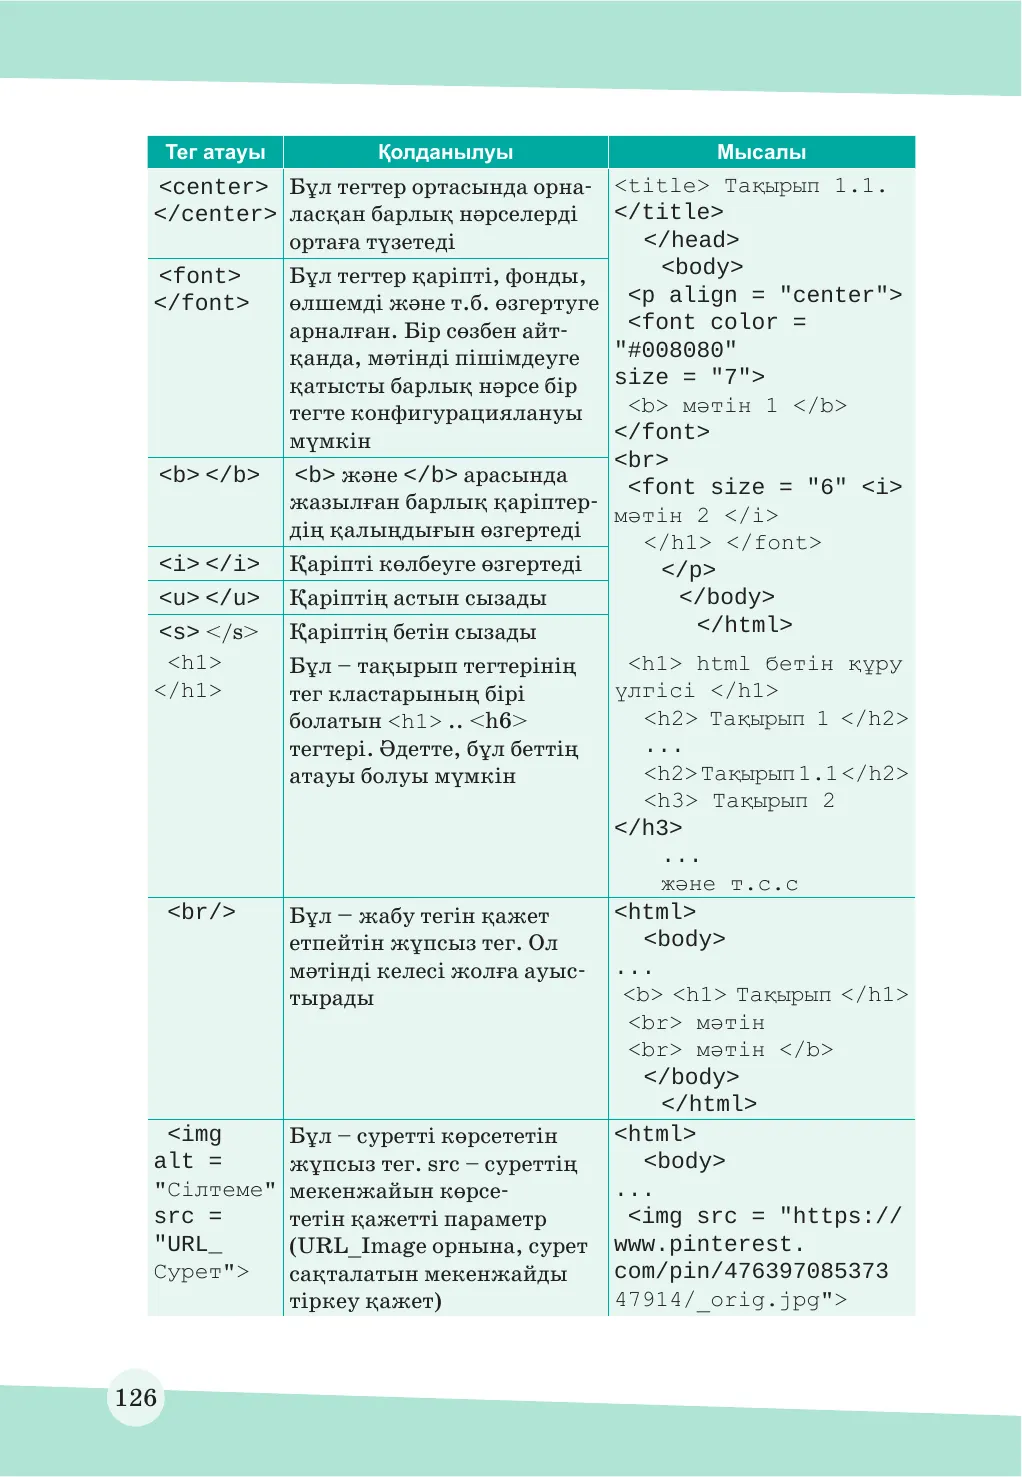 Тег атауы Қолданылуы Мысалы
<center>
</center>
Бұл тегтер ортасында орна-
ласқан барлық нәрселерді
ортаға түзетеді
<font>
</font>
Бұл тегтер қаріпті, фонды,
өлшемді және т.б. өзгертуге
арналған. Бір сөзбен айт-
қанда, мәтінді пішімдеуге
қатысты барлық нәрсе бір
тегте конфигурациялануы
мүмкін
<b> </b>
<b> және </b> арасында
жазылған барлық қаріптер-
дің қалыңдығын өзгертеді
<i> </i>
Қаріпті көлбеуге өзгертеді
<u> </u>
Қаріптің астын сызады
<s> </s>
Қаріптің бетін сызады
<h1>
</h1>
Бұл – тақырып тегтерінің
тег кластарының бірі
болатын <h1> .. <h6>
тегтері. Әдетте, бұл беттің
атауы болуы мүмкін
<title> Тақырып 1.1.
</title>
</head>
<body>
<p align = "center">
<font color =
"#008080"
size = "7">
<b> мәтін 1 </b>
</font>
<br>
<font size = "6" <i>
мәтін 2 </i>
</h1> </font>
</p>
</body>
</html>
<h1> html бетін құру
үлгісі </h1>
<h2> Тақырып 1 </h2>
...
<h2>Тақырып 1.1</h2>
<h3> Тақырып 2
</h3>
...
және т.с.с
<br/>
Бұл – жабу тегін қажет
етпейтін жұпсыз тег. Ол
мәтінді келесі жолға ауыс-
тырады
<html>
<body>
...
<b> <h1> Тақырып </h1>
<br> мәтін
<br> мәтін </b>
</body>
</html>
<img
alt =
"Сілтеме"
src =
"URL_
Сурет">
Бұл – суретті көрсететін
жұпсыз тег. src – суреттің
мекенжайын көрсе-
тетін қажетті параметр
(URL_Image орнына, сурет
сақталатын мекенжайды
тіркеу қажет)
<html>
<body>
...
<img src = "https://
www.pinterest.
com/pin/476397085373
47914/_orig.jpg">
126